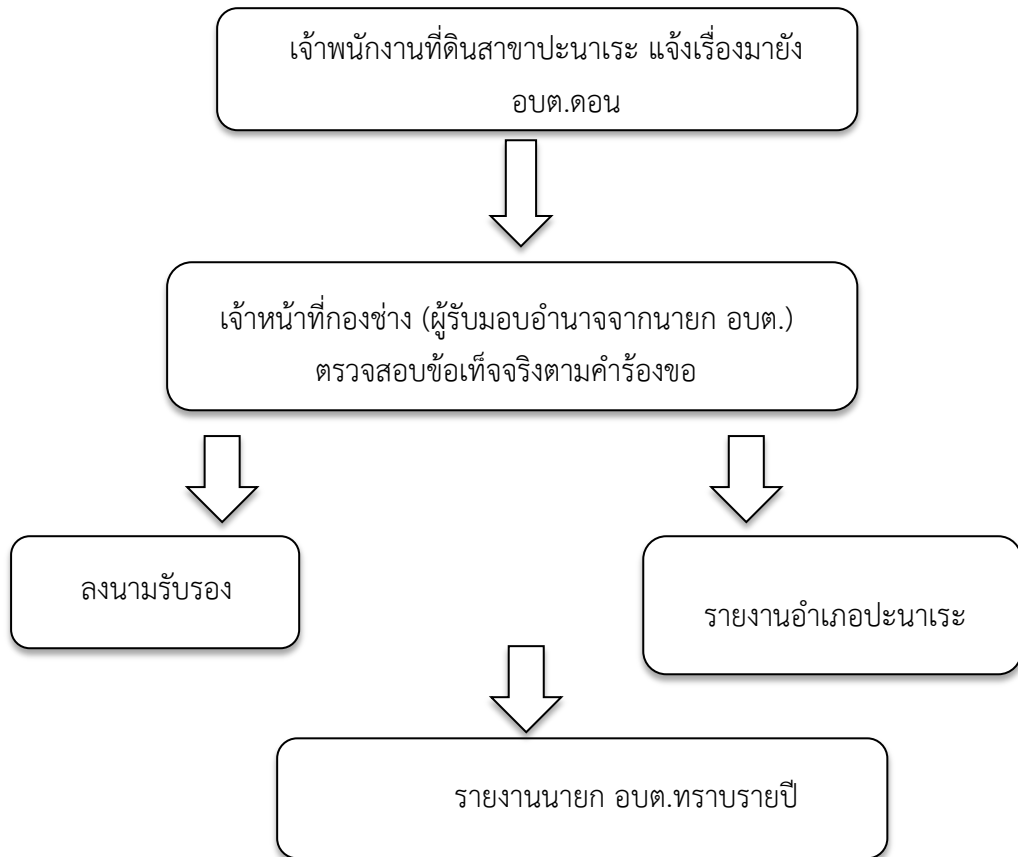 เจ้าพนักงานที่ดินสาขาปะนาเระ แจ้งเรื่องมายัง
อบต.ดอน
เจ้าหน้าที่กองช่าง (ผู้รับมอบอำนาจจากนายก อบต.)
ตรวจสอบข้อเท็จจริงตามคำร้องขอ
ลงนามรับรอง
รายงานอำเภอปะนาเระ
รายงานนายก อบต.ทราบรายปี